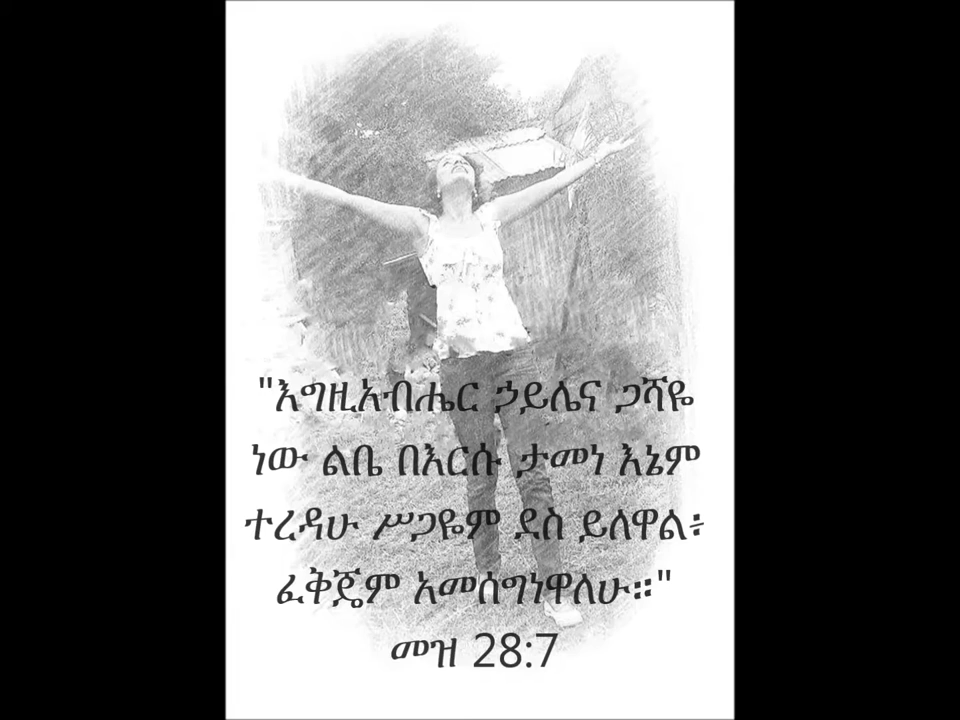 "እግዚአብሔር ኃይሌና ጋሻዬ
ነው ልቤ በእርሱ ታመነ እኔም
ተረዳሁ ሥጋዬም ደስ ይለዋል፥
ፈቅጄም አመሰግነዋለሁ።"
መዝ 28:7